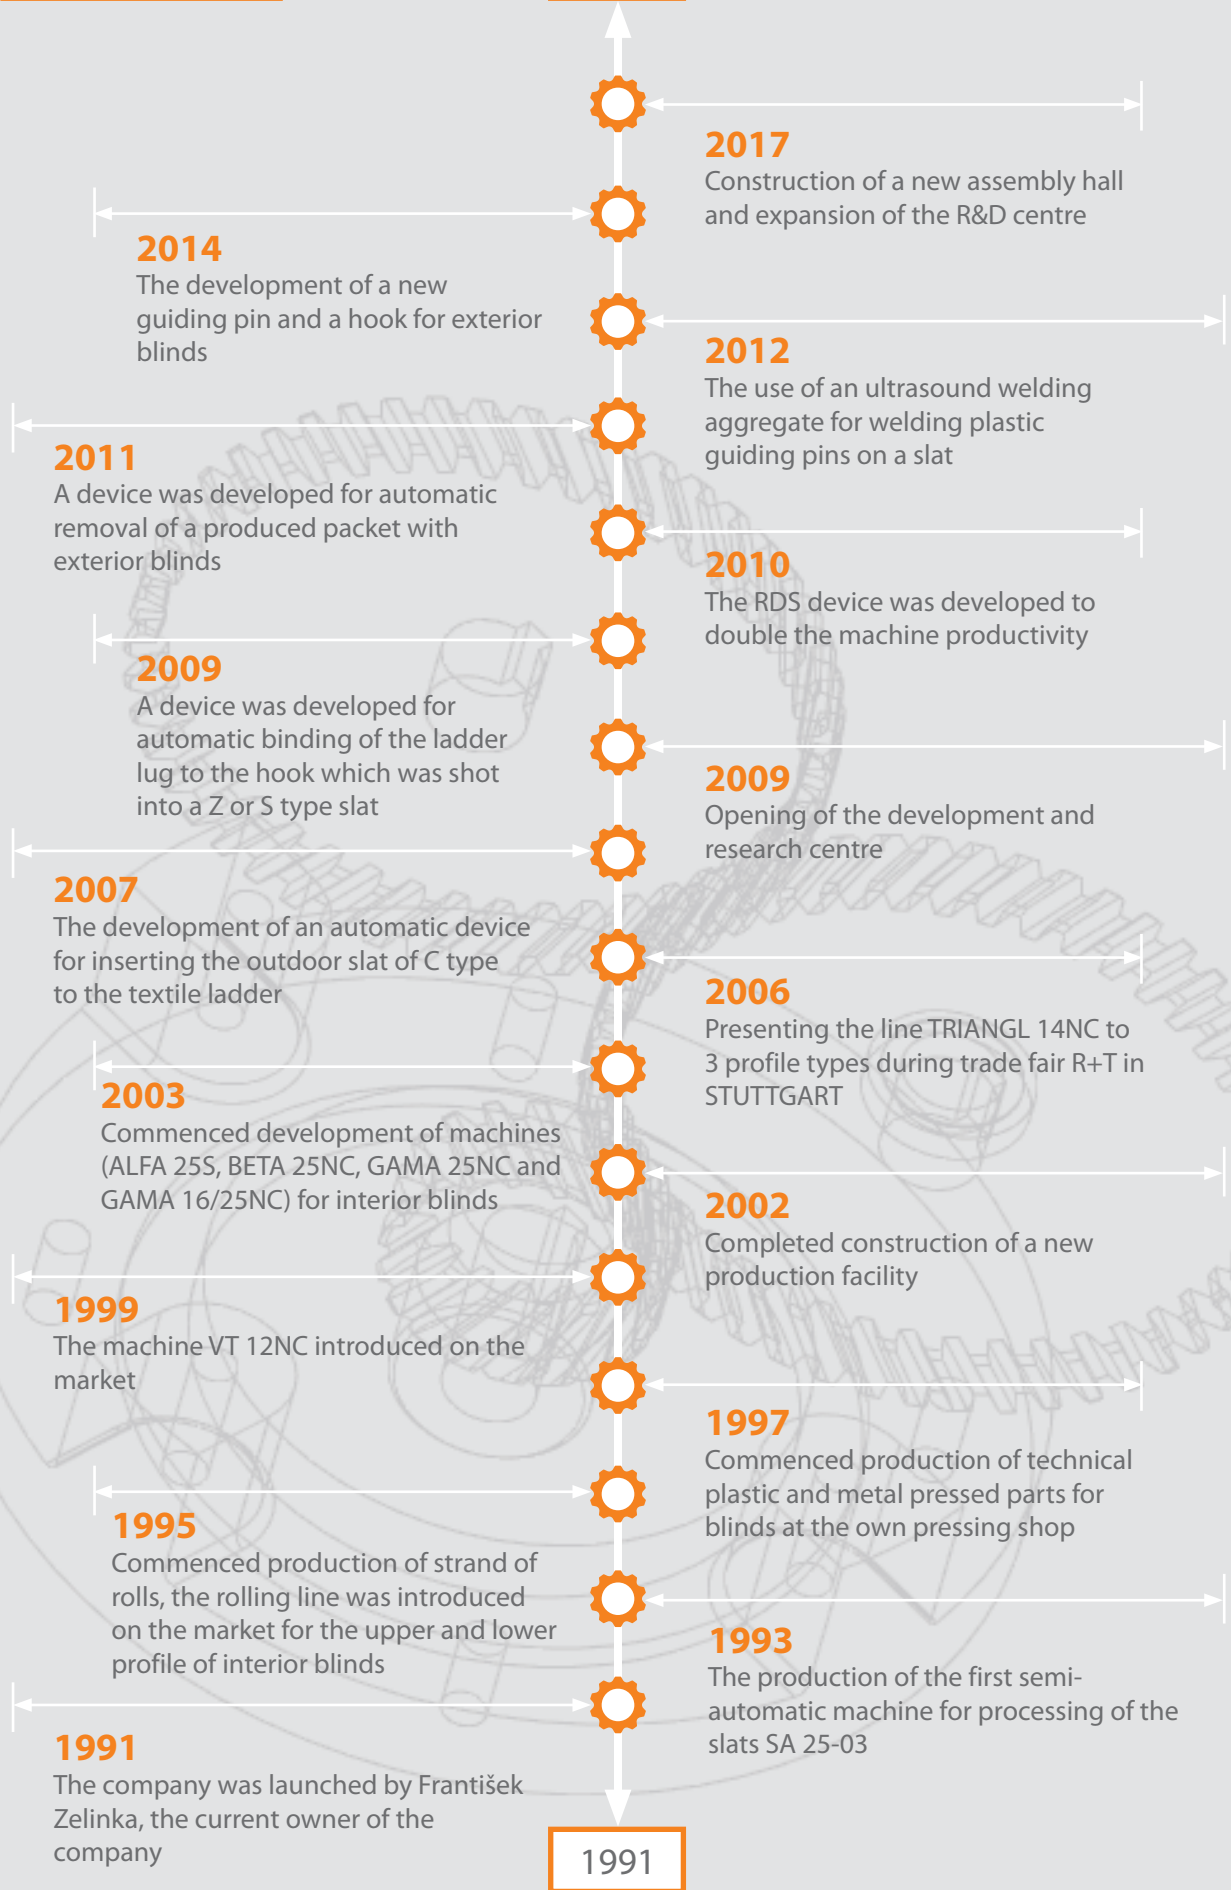 2017
Construction of a new assembly hall
and expansion of the R&D centre
2014
The development of a new
guiding pin and a hook for exterior
blinds
2012
The use of an ultrasound welding
aggregate for welding plastic
guiding pins on a slat
2011
A device was developed for automatic
removal of a produced packet with
exterior blinds
2010
The RDS device was developed to
double the machine productivity
2009
A device was developed for
automatic binding of the ladder
lug to the hook which was shot
into a Z or S type slat
2009
Opening of the development and
research centre
2007
The development of an automatic device
for inserting the outdoor slat of C type
to the textile ladder
2006
Presenting the line TRIANGL 14NC to
3 profile types during trade fair R+T in
STUTTGART
2003
Commenced development of machines
(ALFA 25S, BETA 25NC, GAMA 25NC and
GAMA 16/25NC) for interior blinds
2002
Completed construction of a new
production facility
1999
The machine VT 12NC introduced on the
market
1997
Commenced production of technical
plastic and metal pressed parts for
blinds at the own pressing shop
1995
Commenced production of strand of
rolls, the rolling line was introduced
on the market for the upper and lower
profile of interior blinds
1993
The production of the first semi-
automatic machine for processing of the
slats SA 25-03
1991
The company was launched by František
Zelinka, the current owner of the
company
1991